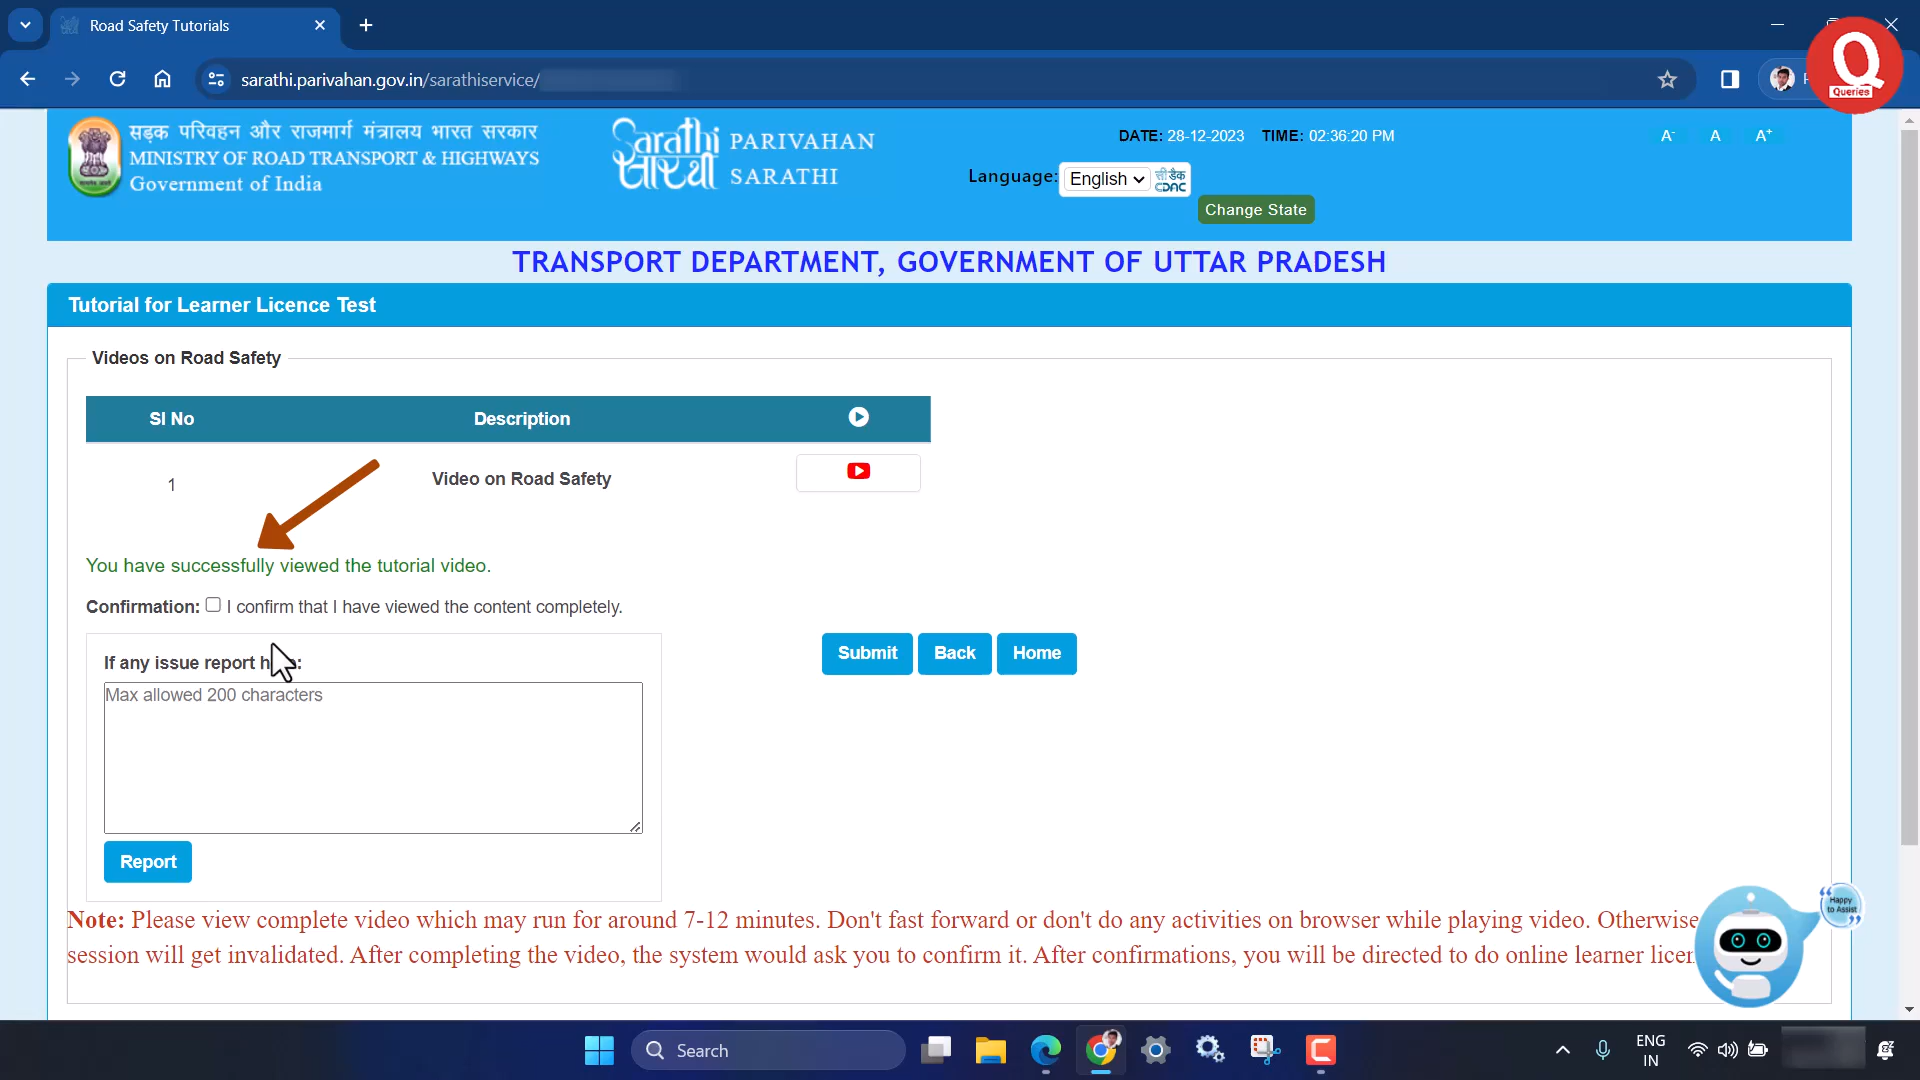 Road Safety Tutorials
sarathi.parivahan.gov.in/sarathiservice/
Queries
सड़क परिवहन और राजमार्ग मंत्रालय भारत सरकार
MINISTRY OF ROAD TRANSPORT & HIGHWAYS
Government of India
Sarathi
सारथी
PARIVAHAN
SARATHI
DATE: 28-12-2023 TIME: 02:36:20 PM
A- A A+
Language: English
सी डैक
CDAC
Change State
TRANSPORT DEPARTMENT, GOVERNMENT OF UTTAR PRADESH
Tutorial for Learner Licence Test
Videos on Road Safety
Sl No Description
1 Video on Road Safety
You have successfully viewed the tutorial video.
Confirmation: I confirm that I have viewed the content completely.
If any issue report
Submit Back Home
Max allowed 200 characters
Report
Note: Please view complete video which may run for around 7-12 minutes. Don't fast forward or don't do any activities on browser while playing video. Otherwise
session will get invalidated. After completing the video, the system would ask you to confirm it. After confirmations, you will be directed to do online learner
Happy
to Assist
Search
ENG
IN